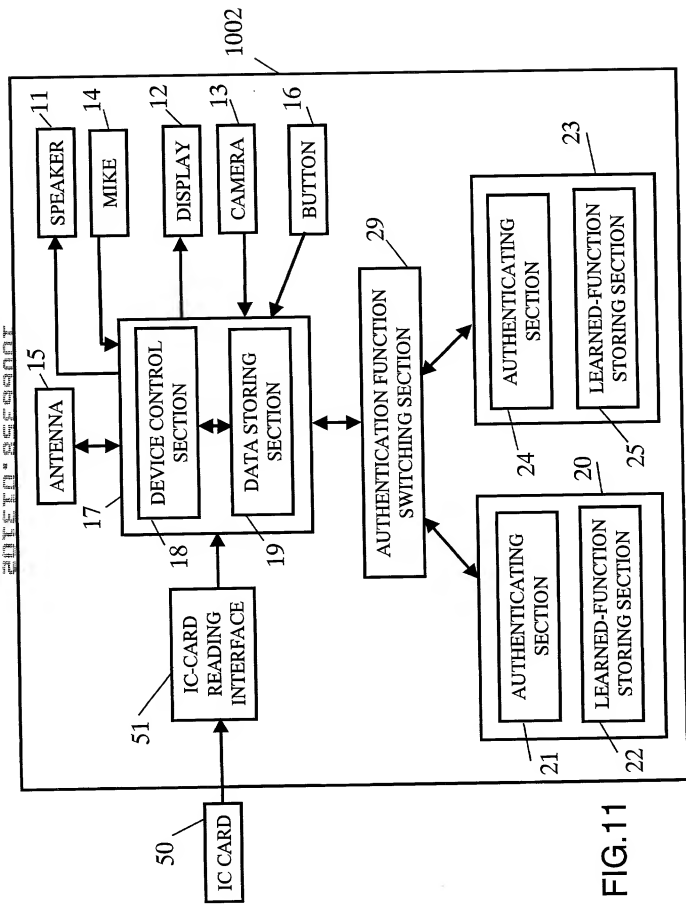 1002
11
SPEAKER
14
MIKE
12
DISPLAY
13
CAMERA
16
BUTTON
15
ANTENNA
17
DEVICE CONTROL
SECTION
18
DATA STORING
SECTION
19
50
IC CARD
51
IC-CARD
READING
INTERFACE
29
AUTHENTICATION FUNCTION
SWITCHING SECTION
20
AUTHENTICATING
SECTION
21
LEARNED-FUNCTION
STORING SECTION
22
23
AUTHENTICATING
SECTION
24
LEARNED-FUNCTION
STORING SECTION
25
FIG.11